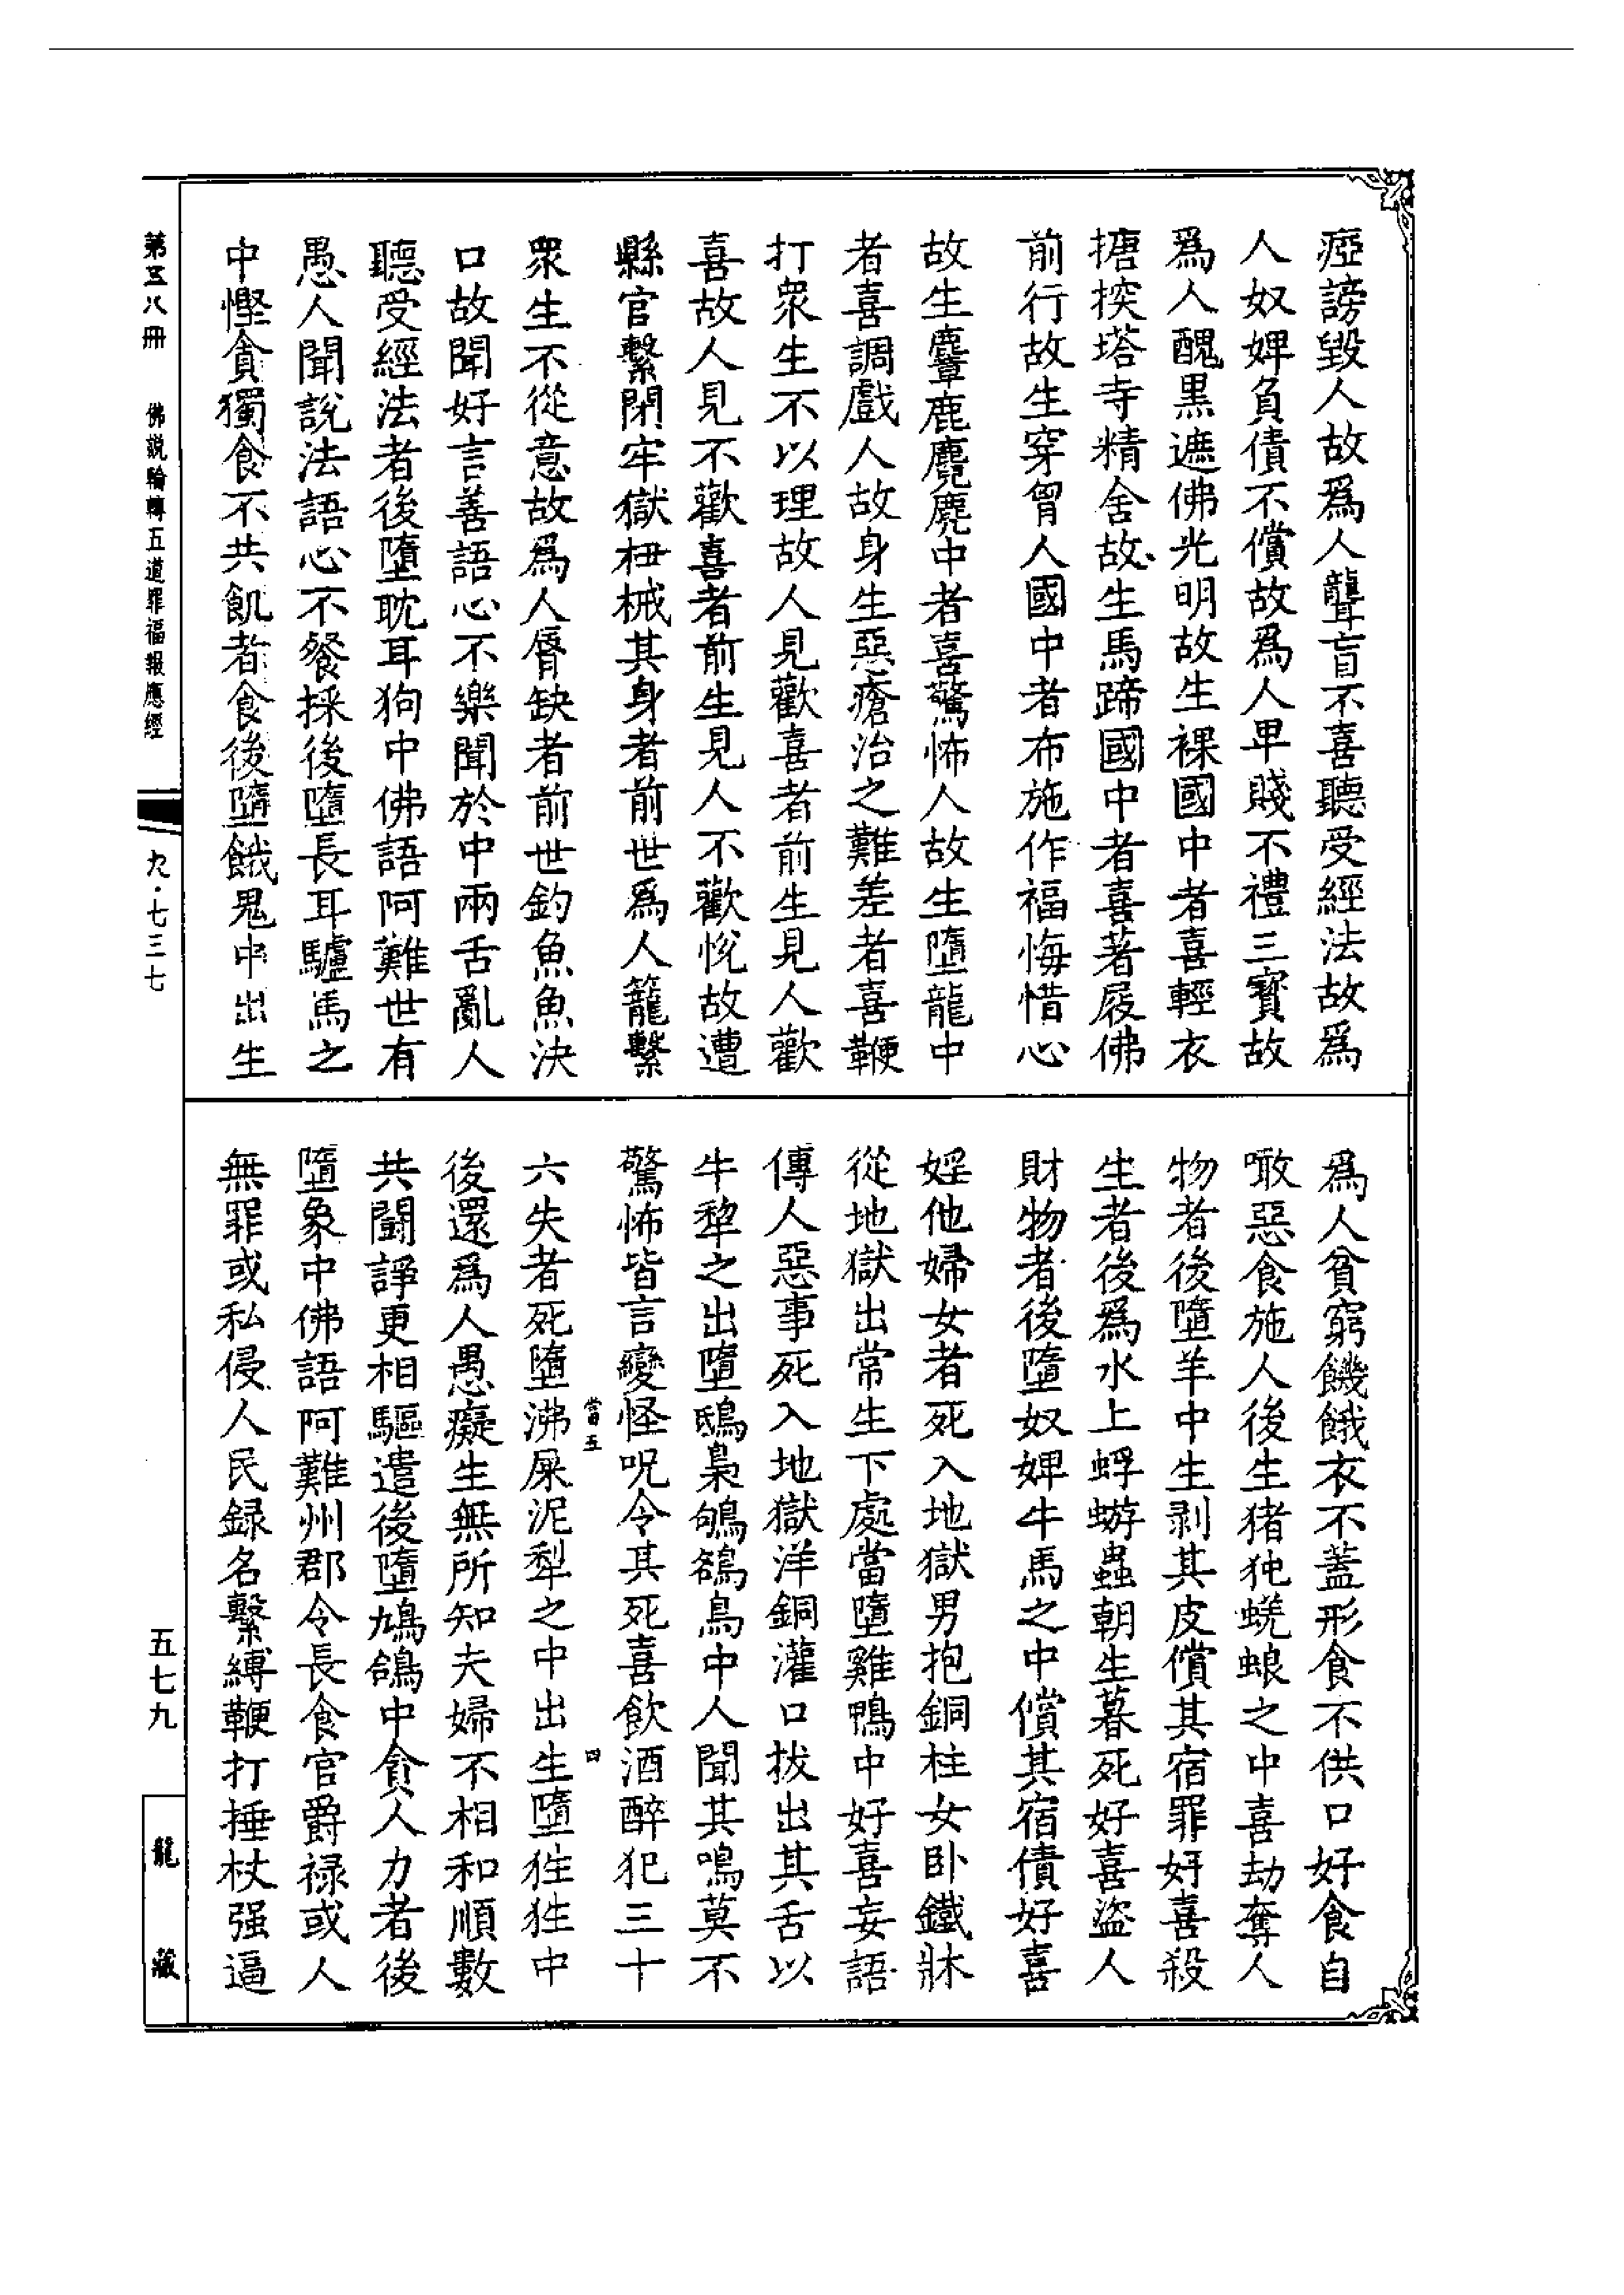 瘂謗毀人故爲人聾盲不喜聽受經法故爲
人奴婢負債不償故爲人卑賤不禮三寶故
爲人醜黑遮佛光明故生裸國中者喜輕衣
搪揬塔寺精舍故生馬蹄國中者喜著屐佛
前行故生穿胷人國中者布施作福悔惜心
故生麞鹿麑麂中者喜驚怖人故生墮龍中
者喜調戲人故身生惡瘡治之難差者喜鞭
打衆生不以理故人見歡喜者前生見人歡
喜故人見不歡喜者前生見人不歡悅故遭
縣官繫閉牢獄杻械其身者前世爲人籠繫
衆生不從意故爲人脣缺者前世釣魚魚決
口故聞好言善語心不樂聞於中兩舌亂人
聽受經法者後墮耽耳狗中佛語阿難世有
愚人聞說法語心不餐採後墮長耳驢馬之
中慳貪獨食不共飢者食後墮餓鬼中出生
爲人貧窮饑餓衣不蓋形食不供口好食自
噉惡食施人後生猪㹠蜣蜋之中喜劫奪人
物者後墮羊中生剥其皮償其宿罪好喜殺
生者後爲水上蜉蝣蟲朝生暮死好喜盜人
財物者後墮奴婢牛馬之中償其宿債好喜
婬他婦女者死入地獄男抱銅柱女卧鐵牀
從地獄出常生下處當墮雞鴨中好喜妄語
傳人惡事死入地獄洋銅灌口拔出其舌以
牛犂之出墮鴟梟鵂鶹鳥中人聞其鳴莫不
驚怖皆言變怪呪令其死喜飲酒醉犯三十
六失者死墮沸屎泥犂之中出生墮狌狌中
當五
四
後還爲人愚癡生無所知夫婦不相和順數
共鬪諍更相驅遣後墮鳩鴿中貪人力者後
墮象中佛語阿難州郡令長食官爵禄或人
無罪或私侵人民録名繫縛鞭打捶杖强逼
第五八冊
佛説輪轉五道罪福報應經
九·七三七
五七九
龍藏